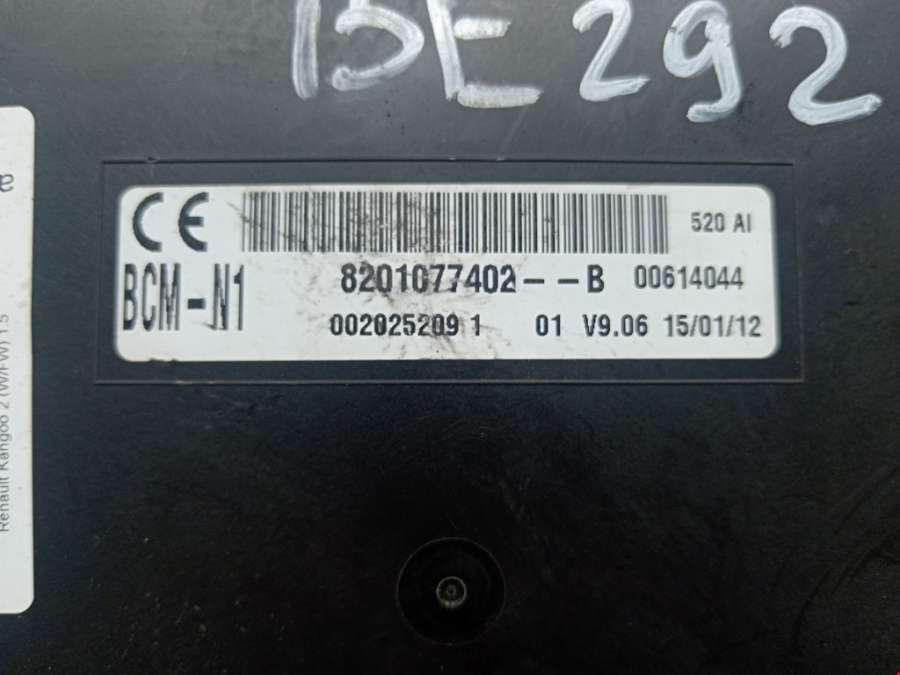 15E292
CE 520 AI
BCM-N1 8201077402--B 00614044
002025209 1 01 V9.06 15/01/12
Renault Kangoo 2 (W/FW) 1.5